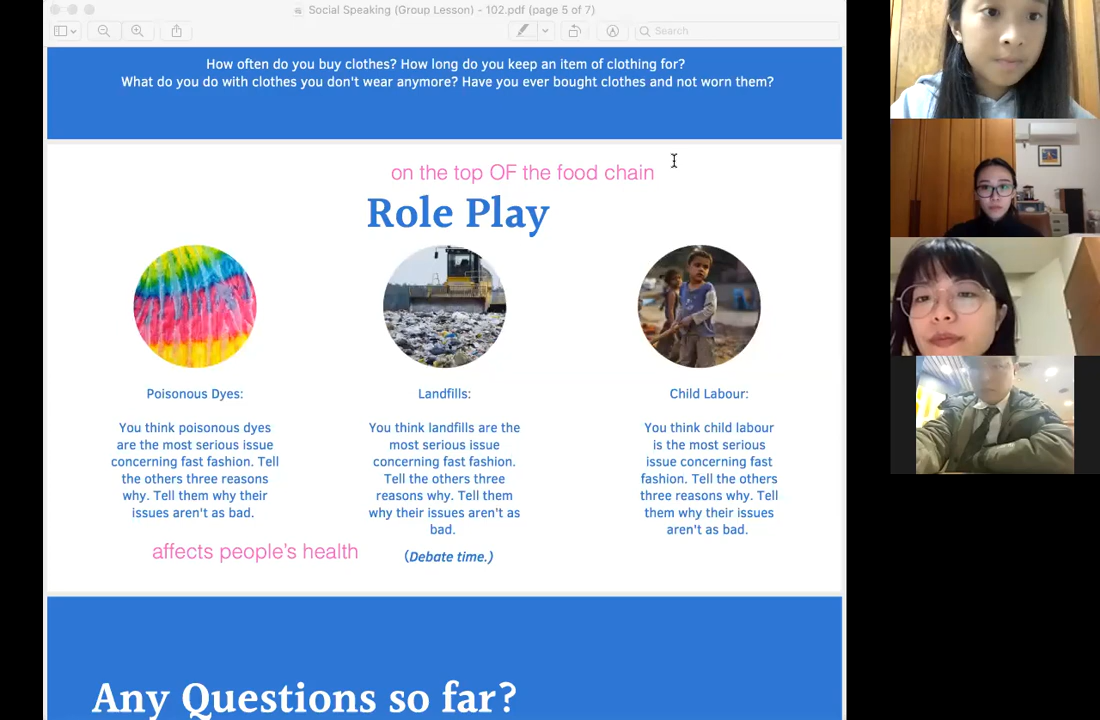 Social Speaking (Group Lesson) - 102.pdf (page 5 of 7)
Search
How often do you buy clothes? How long do you keep an item of clothing for?
What do you do with clothes you don't wear anymore? Have you ever bought clothes and not worn them?
on the top OF the food chain
Role Play
Poisonous Dyes:
You think poisonous dyes
are the most serious issue
concerning fast fashion. Tell
the others three reasons
why. Tell them why their
issues aren't as bad.
affects people's health
Landfills:
You think landfills are the
most serious issue
concerning fast fashion.
Tell the others three
reasons why. Tell them
why their issues aren't as
bad.
(Debate time.)
Child Labour:
You think child labour
is the most serious
issue concerning fast
fashion. Tell the others
three reasons why. Tell
them why their issues
aren't as bad.
Any Questions so far?